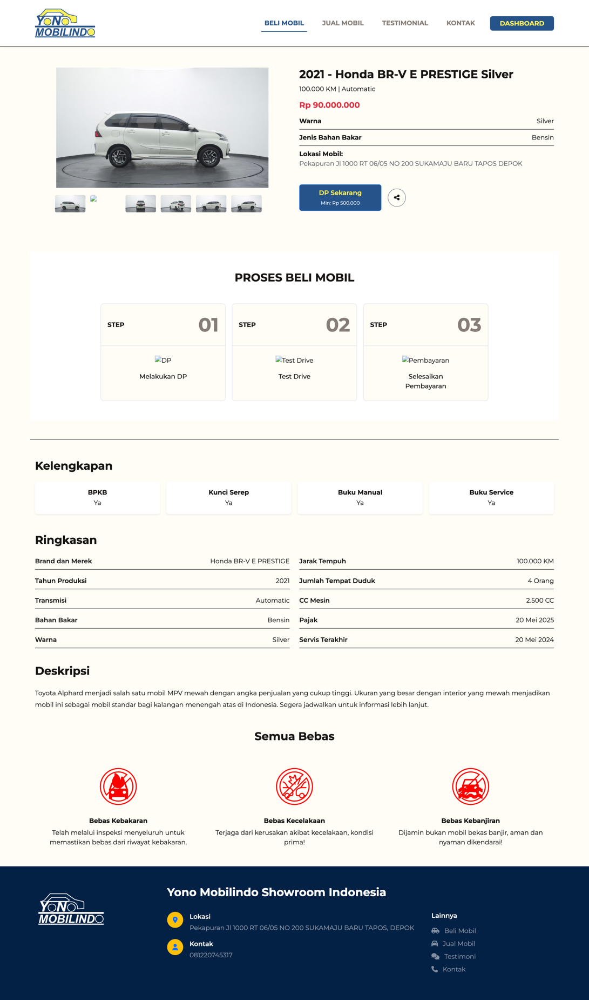 YONO
MOBILINDO
BELI MOBIL
JUAL MOBIL
TESTIMONIAL
KONTAK
DASHBOARD
2021 - Honda BR-V E PRESTIGE Silver
100.000 KM | Automatic
Rp 90.000.000
Warna Silver
Jenis Bahan Bakar Bensin
Lokasi Mobil:
Pekapuran Jl 1000 RT 06/05 NO 200 SUKAMAJU BARU TAPOS DEPOK
DP Sekarang
Min: Rp 500.000
PROSES BELI MOBIL
STEP 01
DP
Melakukan DP
STEP 02
Test Drive
Test Drive
STEP 03
Pembayaran
Selesaikan
Pembayaran
Kelengkapan
BPKB
Ya
Kunci Serep
Ya
Buku Manual
Ya
Buku Service
Ya
Ringkasan
Brand dan Merek Honda BR-V E PRESTIGE
Tahun Produksi 2021
Transmisi Automatic
Bahan Bakar Bensin
Warna Silver
Jarak Tempuh 100.000 KM
Jumlah Tempat Duduk 4 Orang
CC Mesin 2.500 CC
Pajak 20 Mei 2025
Servis Terakhir 20 Mei 2024
Deskripsi
Toyota Alphard menjadi salah satu mobil MPV mewah dengan angka penjualan yang cukup tinggi. Ukuran yang besar dengan interior yang mewah menjadikan
mobil ini sebagai mobil standar bagi kalangan menengah atas di Indonesia. Segera jadwalkan untuk informasi lebih lanjut.
Semua Bebas
Bebas Kebakaran
Telah melalui inspeksi menyeluruh untuk
memastikan bebas dari riwayat kebakaran.
Bebas Kecelakaan
Terjaga dari kerusakan akibat kecelakaan, kondisi
prima!
Bebas Kebanjiran
Dijamin bukan mobil bekas banjir, aman dan
nyaman dikendarai!
YONO
MOBILINDO
Yono Mobilindo Showroom Indonesia
Lokasi
Pekapuran Jl 1000 RT 06/05 NO 200 SUKAMAJU BARU TAPOS, DEPOK
Kontak
081220745317
Lainnya
Beli Mobil
Jual Mobil
Testimoni
Kontak